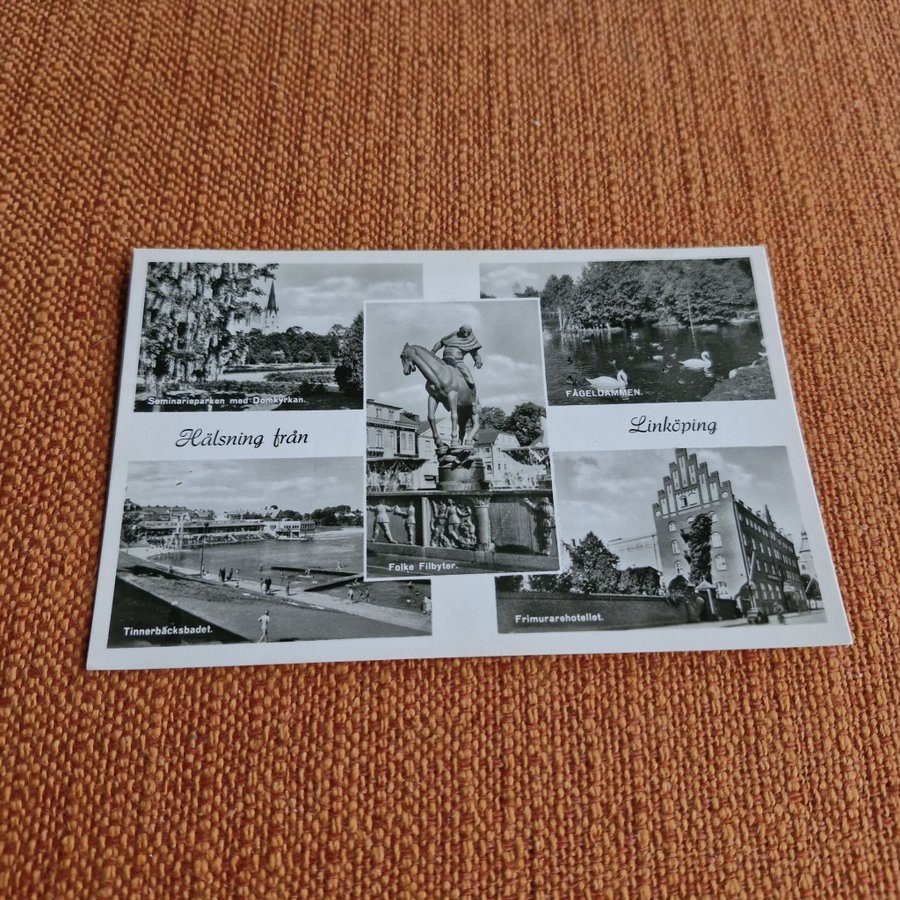 Seminarieparken med Domkyrkan.
FÅGELDAMMEN.
Hälsning från
Linköping
Folke Filbyter.
Tinnerbäcksbadet.
Frimurarehotellet.